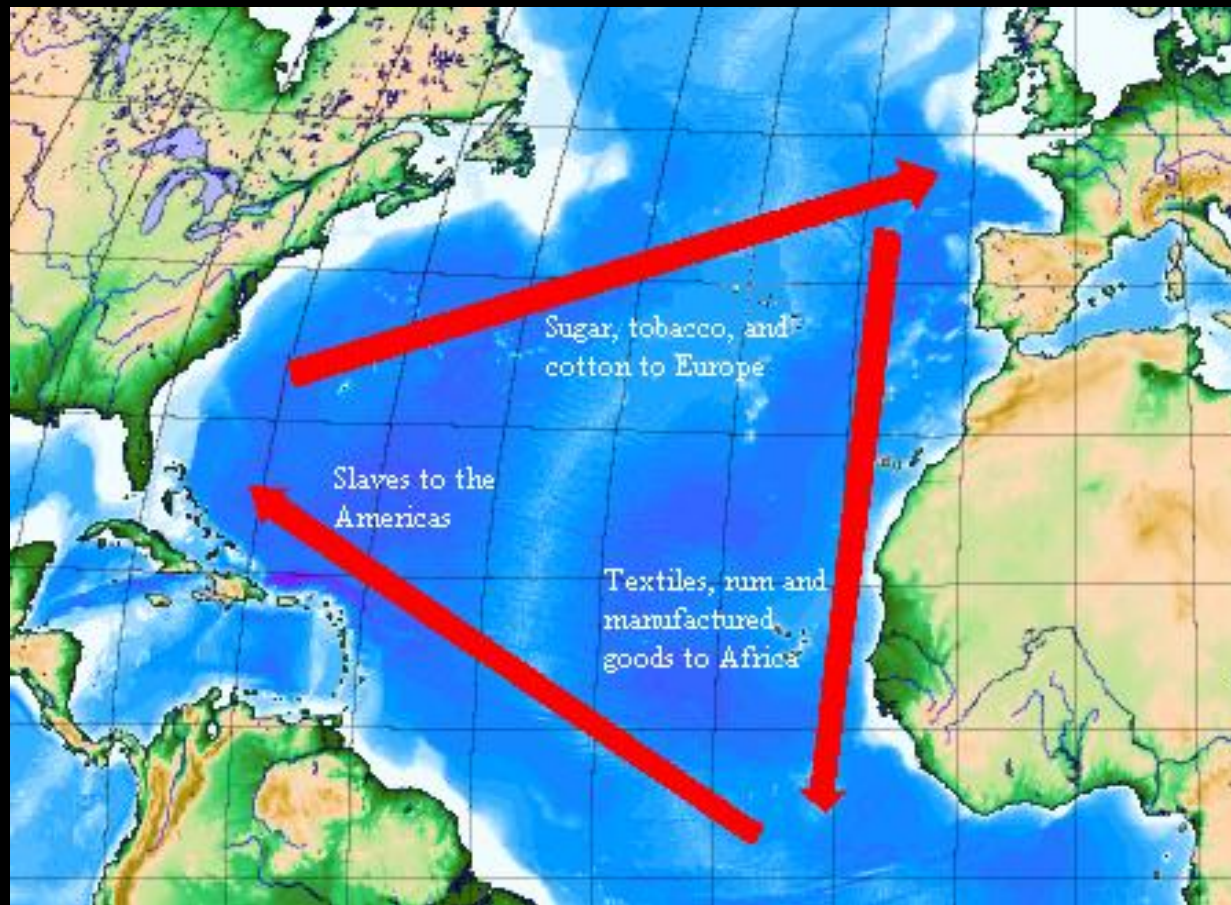 Sugar, tobacco, and
cotton to Europe
Slaves to the
Americas
Textiles, rum and
manufactured
goods to Africa